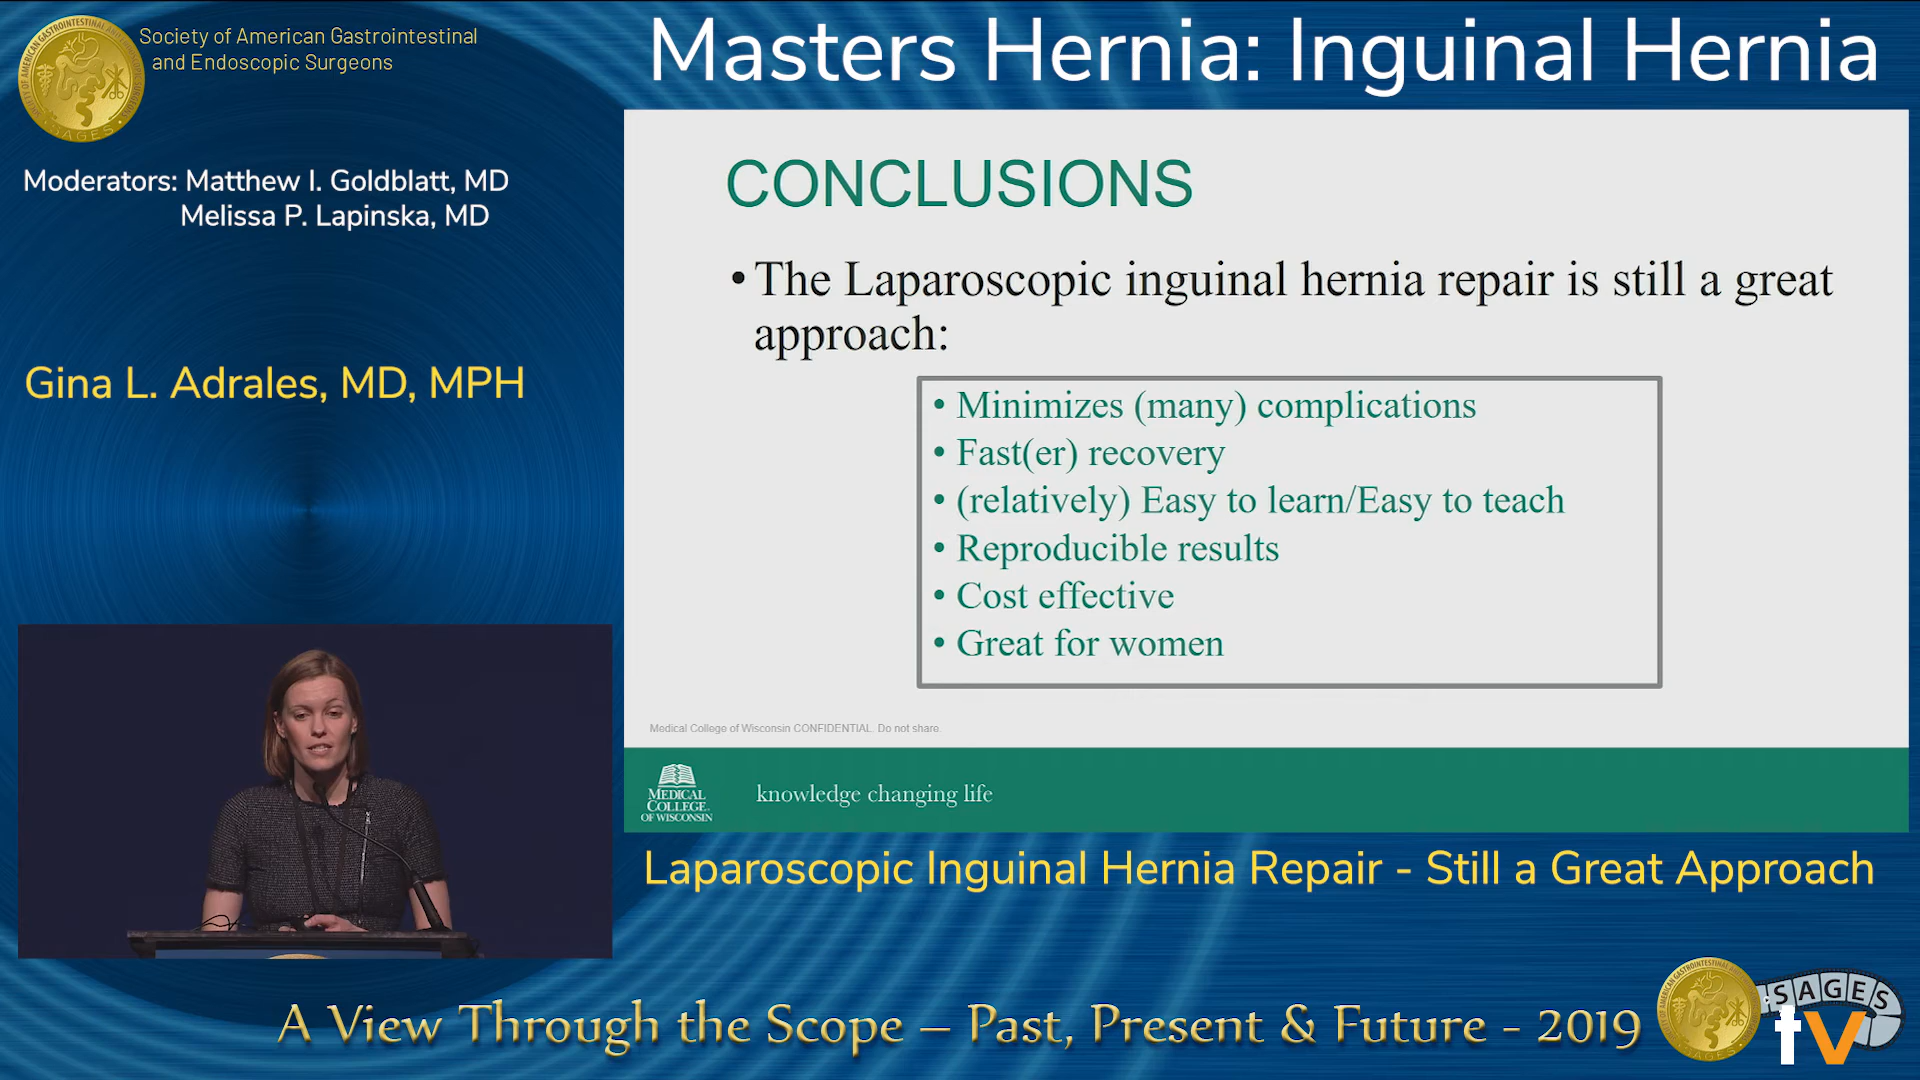 Society of American Gastrointestinal
and Endoscopic Surgeons
SAGES
Masters Hernia: Inguinal Hernia
Moderators: Matthew I. Goldblatt, MD
Melissa P. Lapinska, MD
Gina L. Adrales, MD, MPH
CONCLUSIONS
• The Laparoscopic inguinal hernia repair is still a great
approach:
• Minimizes (many) complications
• Fast(er) recovery
• (relatively) Easy to learn/Easy to teach
• Reproducible results
• Cost effective
• Great for women
Medical College of Wisconsin CONFIDENTIAL. Do not share.
MEDICAL
COLLEGE
OF WISCONSIN
knowledge changing life
Laparoscopic Inguinal Hernia Repair - Still a Great Approach
A View Through the Scope – Past, Present & Future - 2019
SAGES
tv